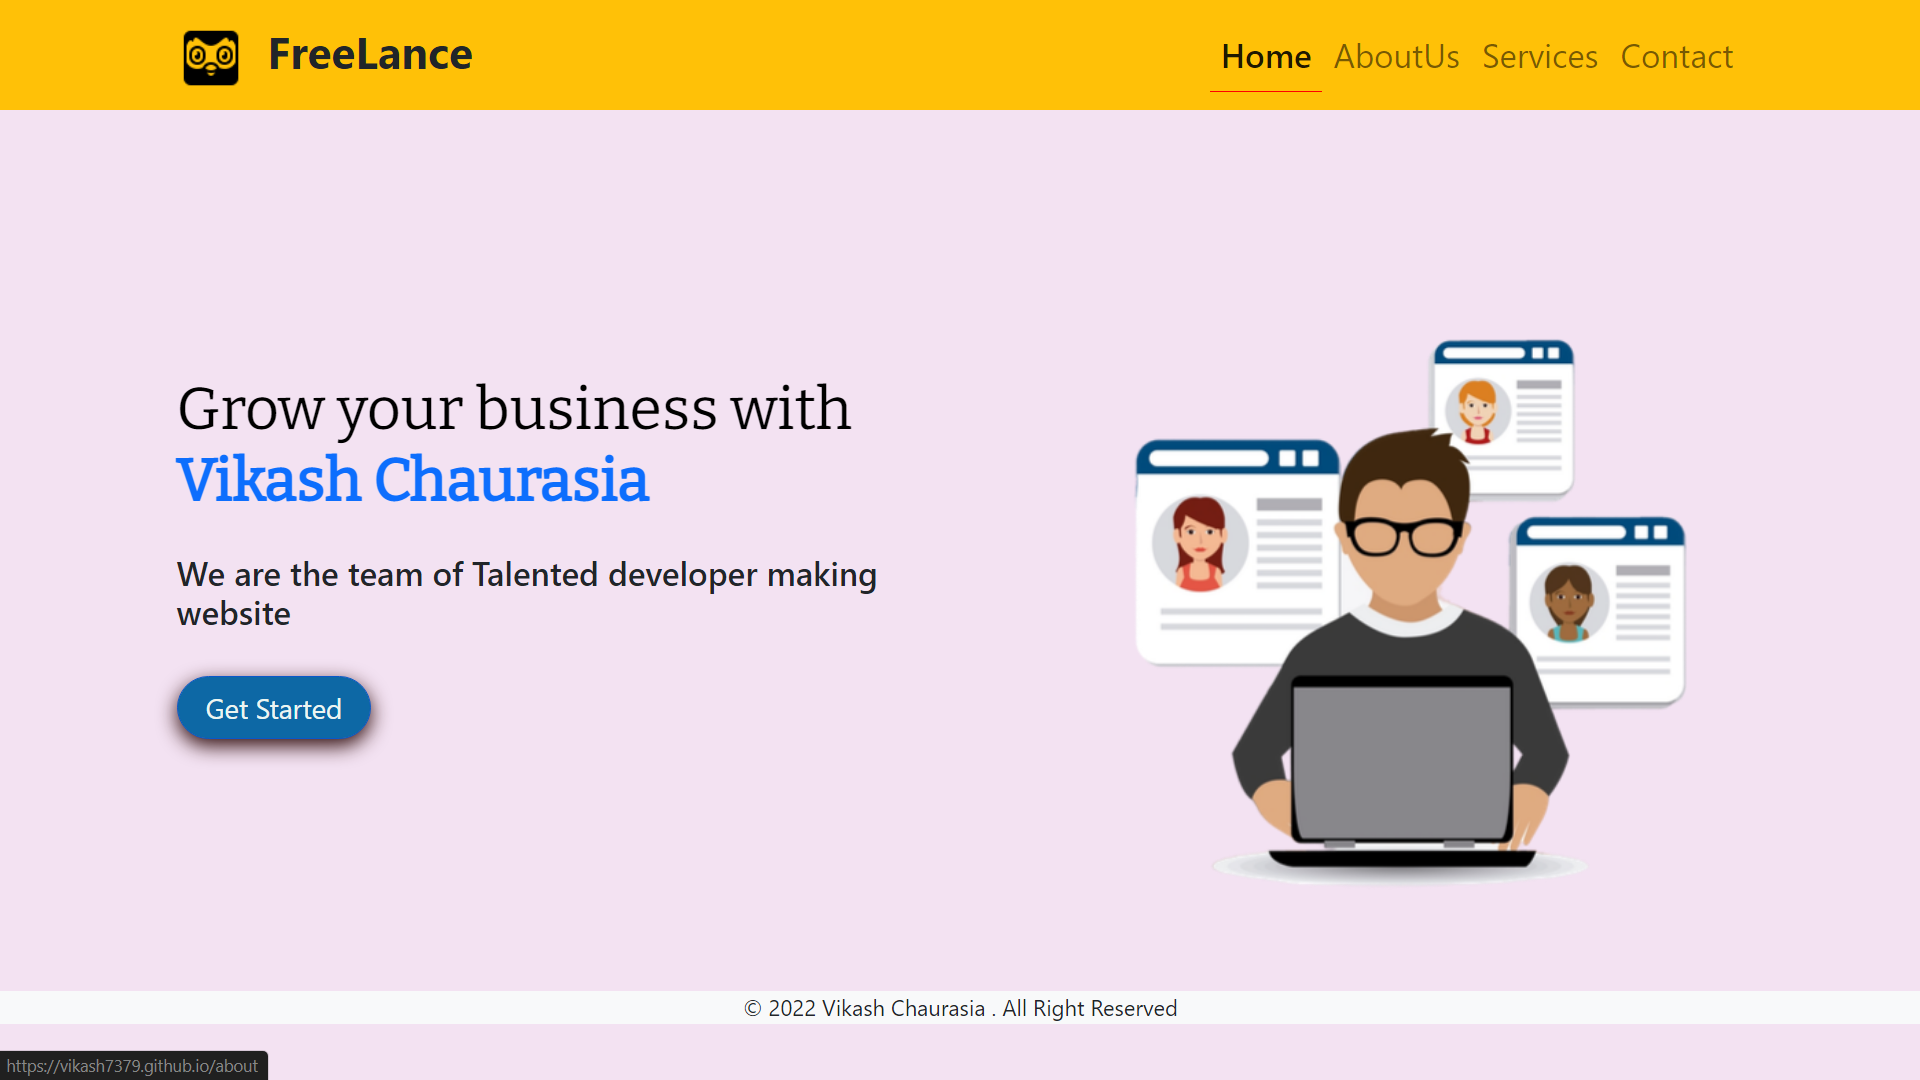 FreeLance
Home AboutUs Services Contact
Grow your business with
Vikash Chaurasia
We are the team of Talented developer making
website
Get Started
© 2022 Vikash Chaurasia . All Right Reserved
https://vikash7379.github.io/about